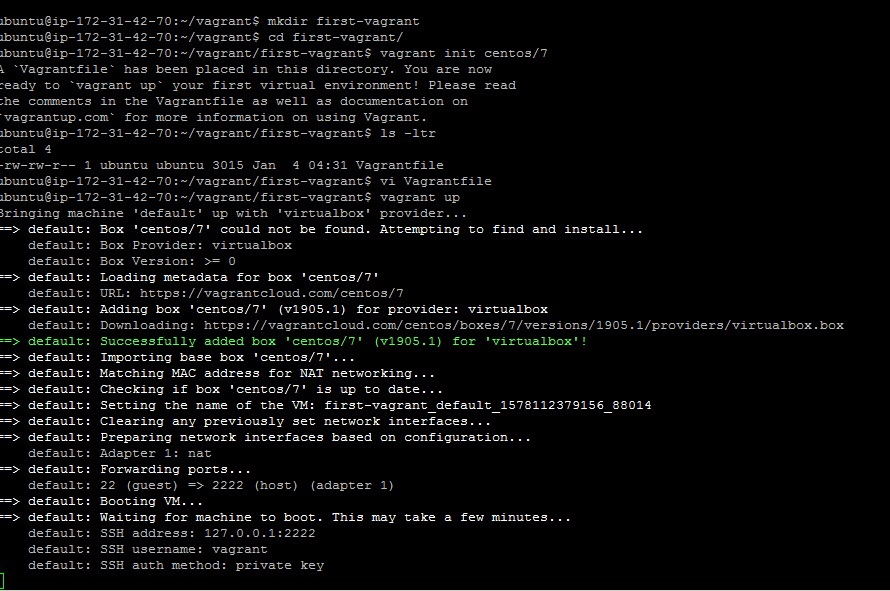 ubuntu@ip-172-31-42-70:~/vagrant$ mkdir first-vagrant
ubuntu@ip-172-31-42-70:~/vagrant$ cd first-vagrant/
ubuntu@ip-172-31-42-70:~/vagrant/first-vagrant$ vagrant init centos/7
A `Vagrantfile` has been placed in this directory. You are now
ready to `vagrant up` your first virtual environment! Please read
the comments in the Vagrantfile as well as documentation on
`vagrantup.com` for more information on using Vagrant.
ubuntu@ip-172-31-42-70:~/vagrant/first-vagrant$ ls -ltr
total 4
-rw-rw-r-- 1 ubuntu ubuntu 3015 Jan  4 04:31 Vagrantfile
ubuntu@ip-172-31-42-70:~/vagrant/first-vagrant$ vi Vagrantfile
ubuntu@ip-172-31-42-70:~/vagrant/first-vagrant$ vagrant up
Bringing machine 'default' up with 'virtualbox' provider...
==> default: Box 'centos/7' could not be found. Attempting to find and install...
    default: Box Provider: virtualbox
    default: Box Version: >= 0
==> default: Loading metadata for box 'centos/7'
    default: URL: https://vagrantcloud.com/centos/7
==> default: Adding box 'centos/7' (v1905.1) for provider: virtualbox
    default: Downloading: https://vagrantcloud.com/centos/boxes/7/versions/1905.1/providers/virtualbox.box
==> default: Successfully added box 'centos/7' (v1905.1) for 'virtualbox'!
==> default: Importing base box 'centos/7'...
==> default: Matching MAC address for NAT networking...
==> default: Checking if box 'centos/7' is up to date...
==> default: Setting the name of the VM: first-vagrant_default_1578112379156_88014
==> default: Clearing any previously set network interfaces...
==> default: Preparing network interfaces based on configuration...
    default: Adapter 1: nat
==> default: Forwarding ports...
    default: 22 (guest) => 2222 (host) (adapter 1)
==> default: Booting VM...
==> default: Waiting for machine to boot. This may take a few minutes...
    default: SSH address: 127.0.0.1:2222
    default: SSH username: vagrant
    default: SSH auth method: private key